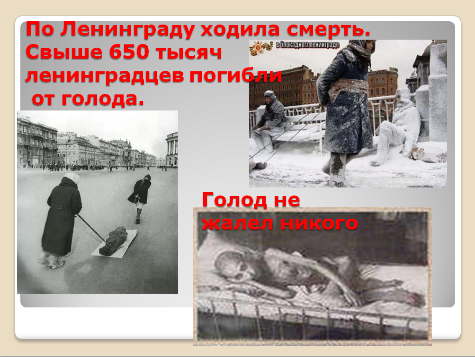 По Ленинграду ходила смерть.
Свыше 650 тысяч
ленинградцев погибли
от голода.
Голод не
жалел никого